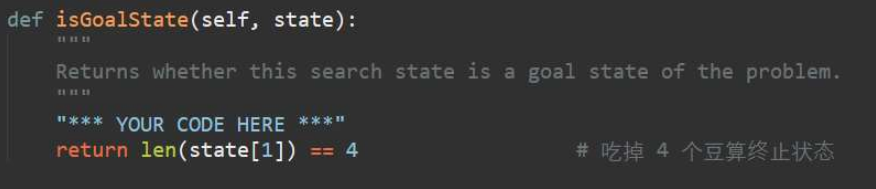 def isGoalState(self, state):
"""
Returns whether this search state is a goal state of the problem.
"""
"*** YOUR CODE HERE ***"
return len(state[1]) == 4 # 吃掉 4 个豆算终止状态